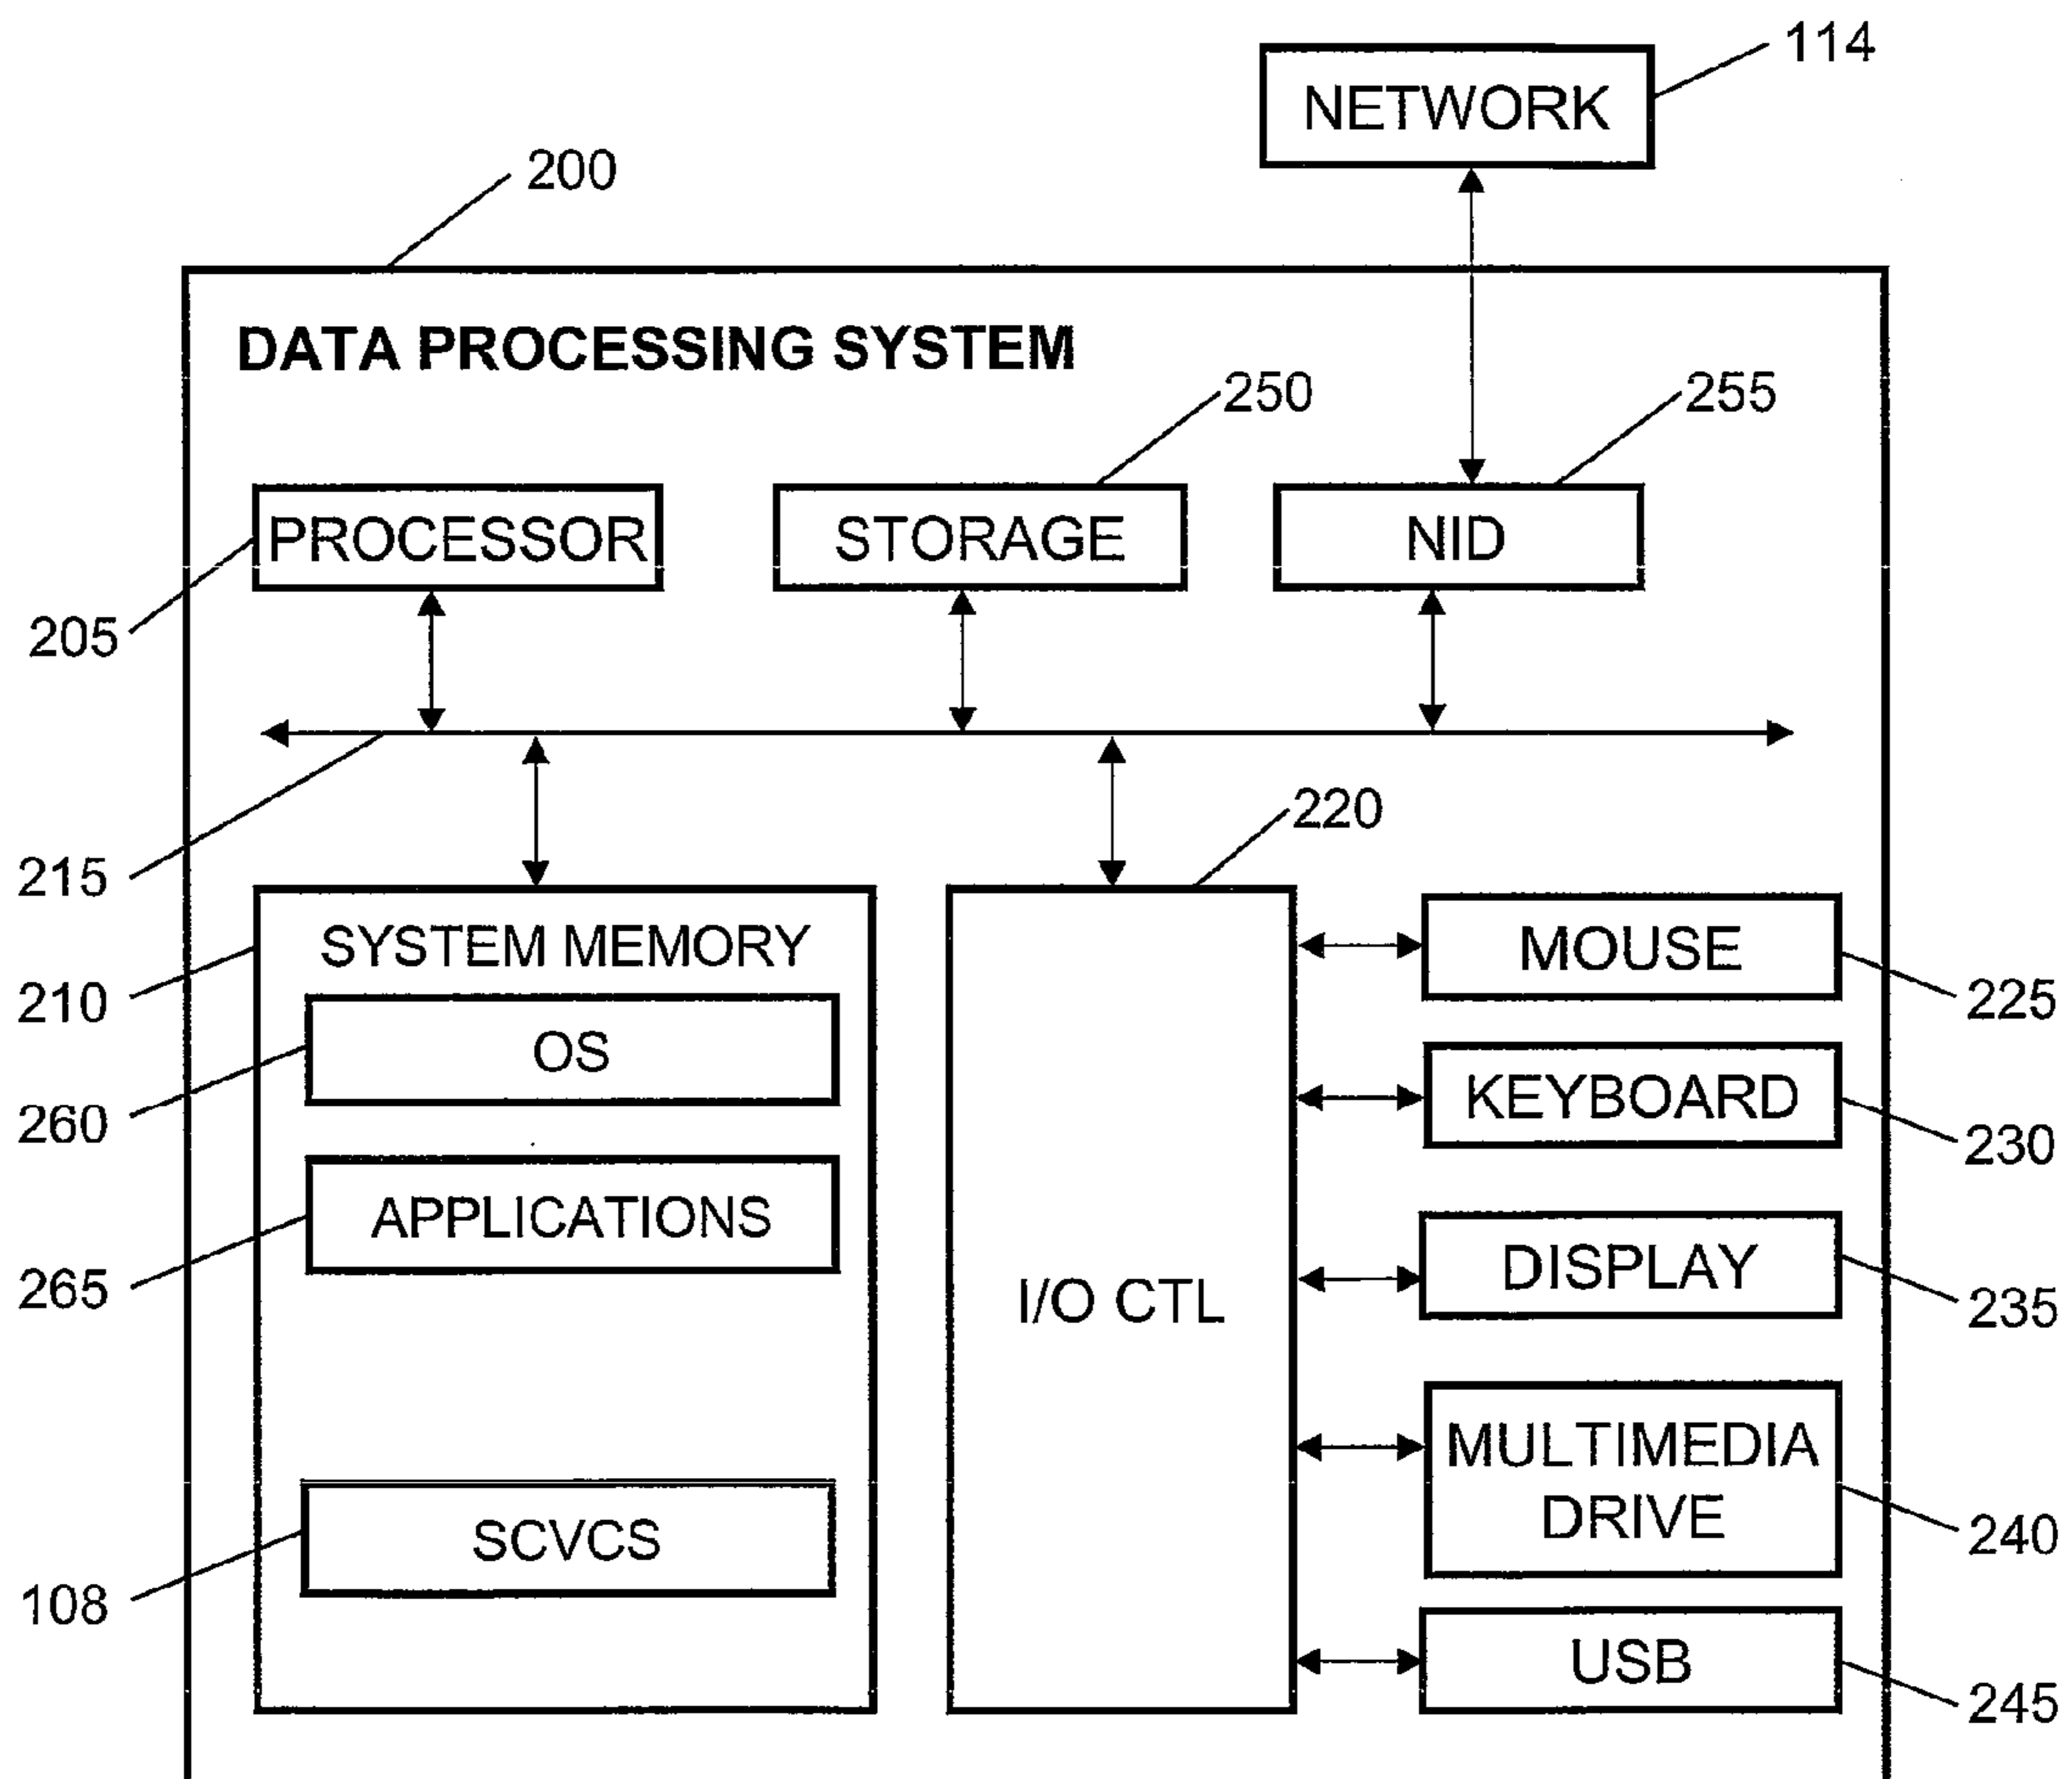 114
NETWORK
200
DATA PROCESSING SYSTEM
250
255
PROCESSOR
STORAGE
NID
205
220
215
SYSTEM MEMORY
MOUSE
210
225
OS
KEYBOARD
260
230
APPLICATIONS
DISPLAY
265
I/O CTL
235
MULTIMEDIA
DRIVE
SCVCS
240
108
USB
245